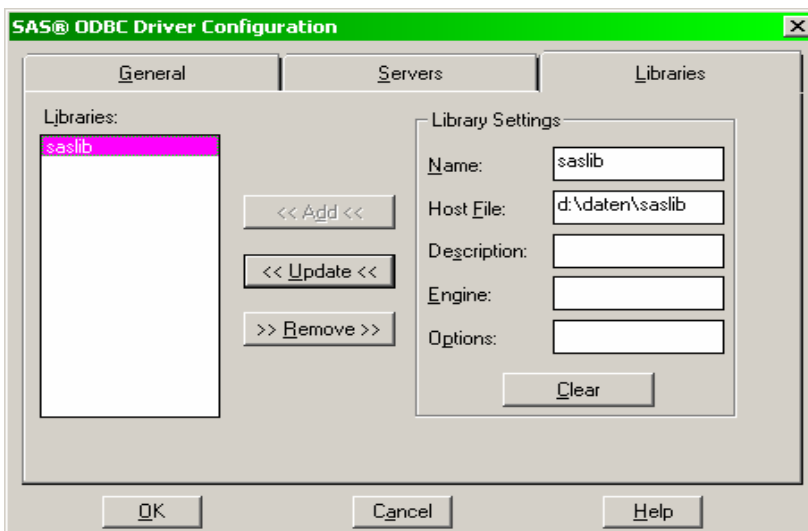 SAS® ODBC Driver Configuration
General
Servers
Libraries
Libraries:
saslib
<< Add <<
<< Update <<
>> Remove >>
Library Settings
Name:
saslib
Host File:
d:\daten\saslib
Description:
Engine:
Options:
Clear
OK
Cancel
Help